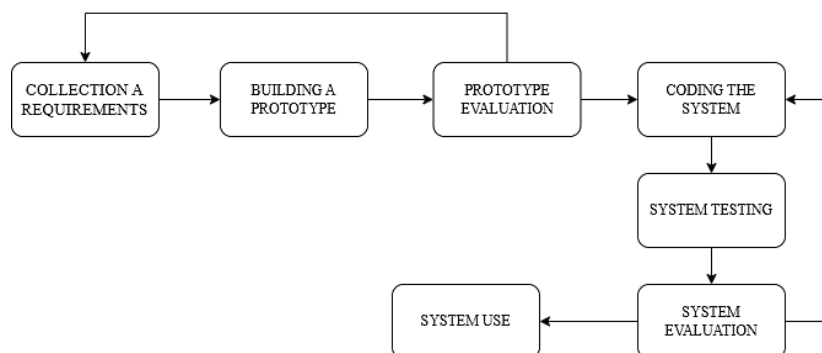 COLLECTION A
REQUIREMENTS
BUILDING A
PROTOTYPE
PROTOTYPE
EVALUATION
CODING THE
SYSTEM
SYSTEM TESTING
SYSTEM USE
SYSTEM
EVALUATION